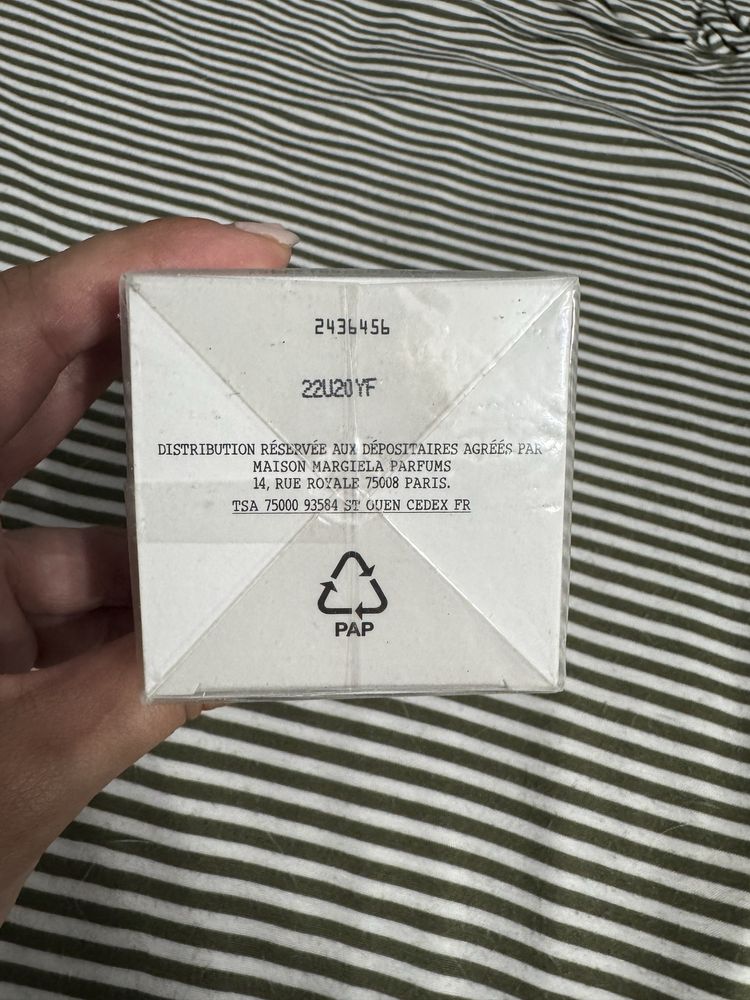 2436456
22U20YF
DISTRIBUTION RÉSERVÉE AUX DÉPOSITAIRES AGRÉÉS PAR
MAISON MARGIELA PARFUMS
14, RUE ROYALE 75008 PARIS.
TSA 75000 93584 ST OUEN CEDEX FR
PAP